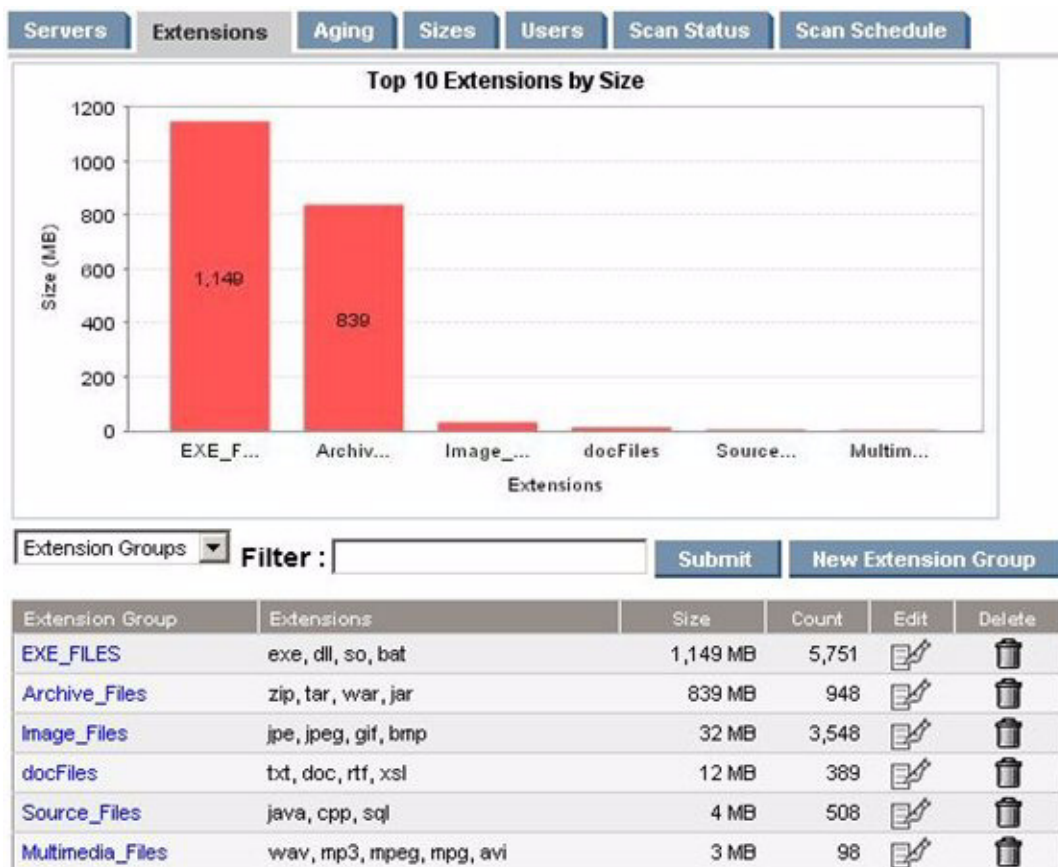 Servers Extensions Aging Sizes Users Scan Status Scan Schedule
Top 10 Extensions by Size
1200
1000
800
600
400
200
0
Size (MB)
1,149
839
EXE_F... Archiv... Image_... docFiles Source... Multim...
Extensions
Extension Groups Filter : Submit New Extension Group
Extension Group Extensions Size Count Edit Delete
EXE_FILES exe, dll, so, bat 1,149 MB 5,751
Archive_Files zip, tar, war, jar 839 MB 948
Image_Files jpe, jpeg, gif, bmp 32 MB 3,548
docFiles txt, doc, rtf, xsl 12 MB 389
Source_Files java, cpp, sql 4 MB 508
Multimedia_Files wav, mp3, mpeg, mpg, avi 3 MB 98